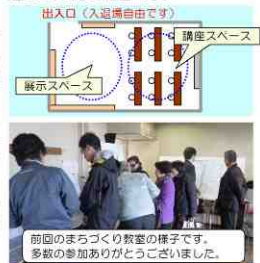 出入口（入退場自由です）
講座スペース
展示スペース
前回のまちづくり教室の様子です。
多数の参加ありがとうございました。